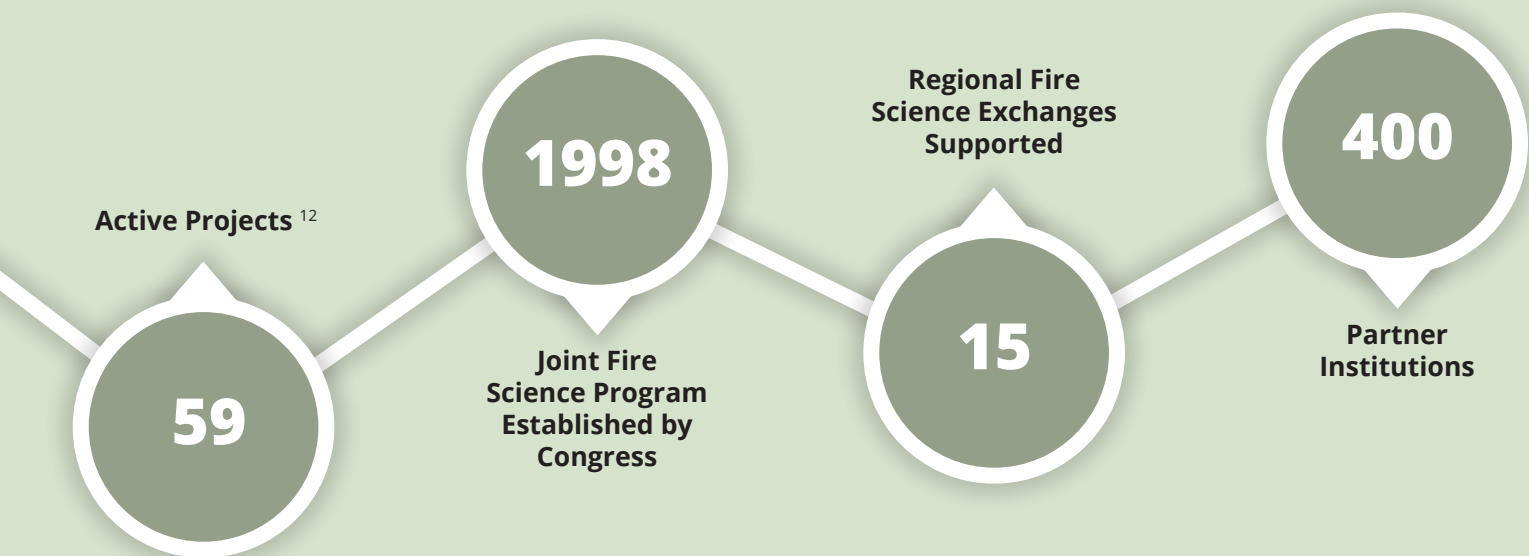 Active Projects 12
59
1998
Joint Fire
Science Program
Established by
Congress
Regional Fire
Science Exchanges
Supported
15
400
Partner
Institutions